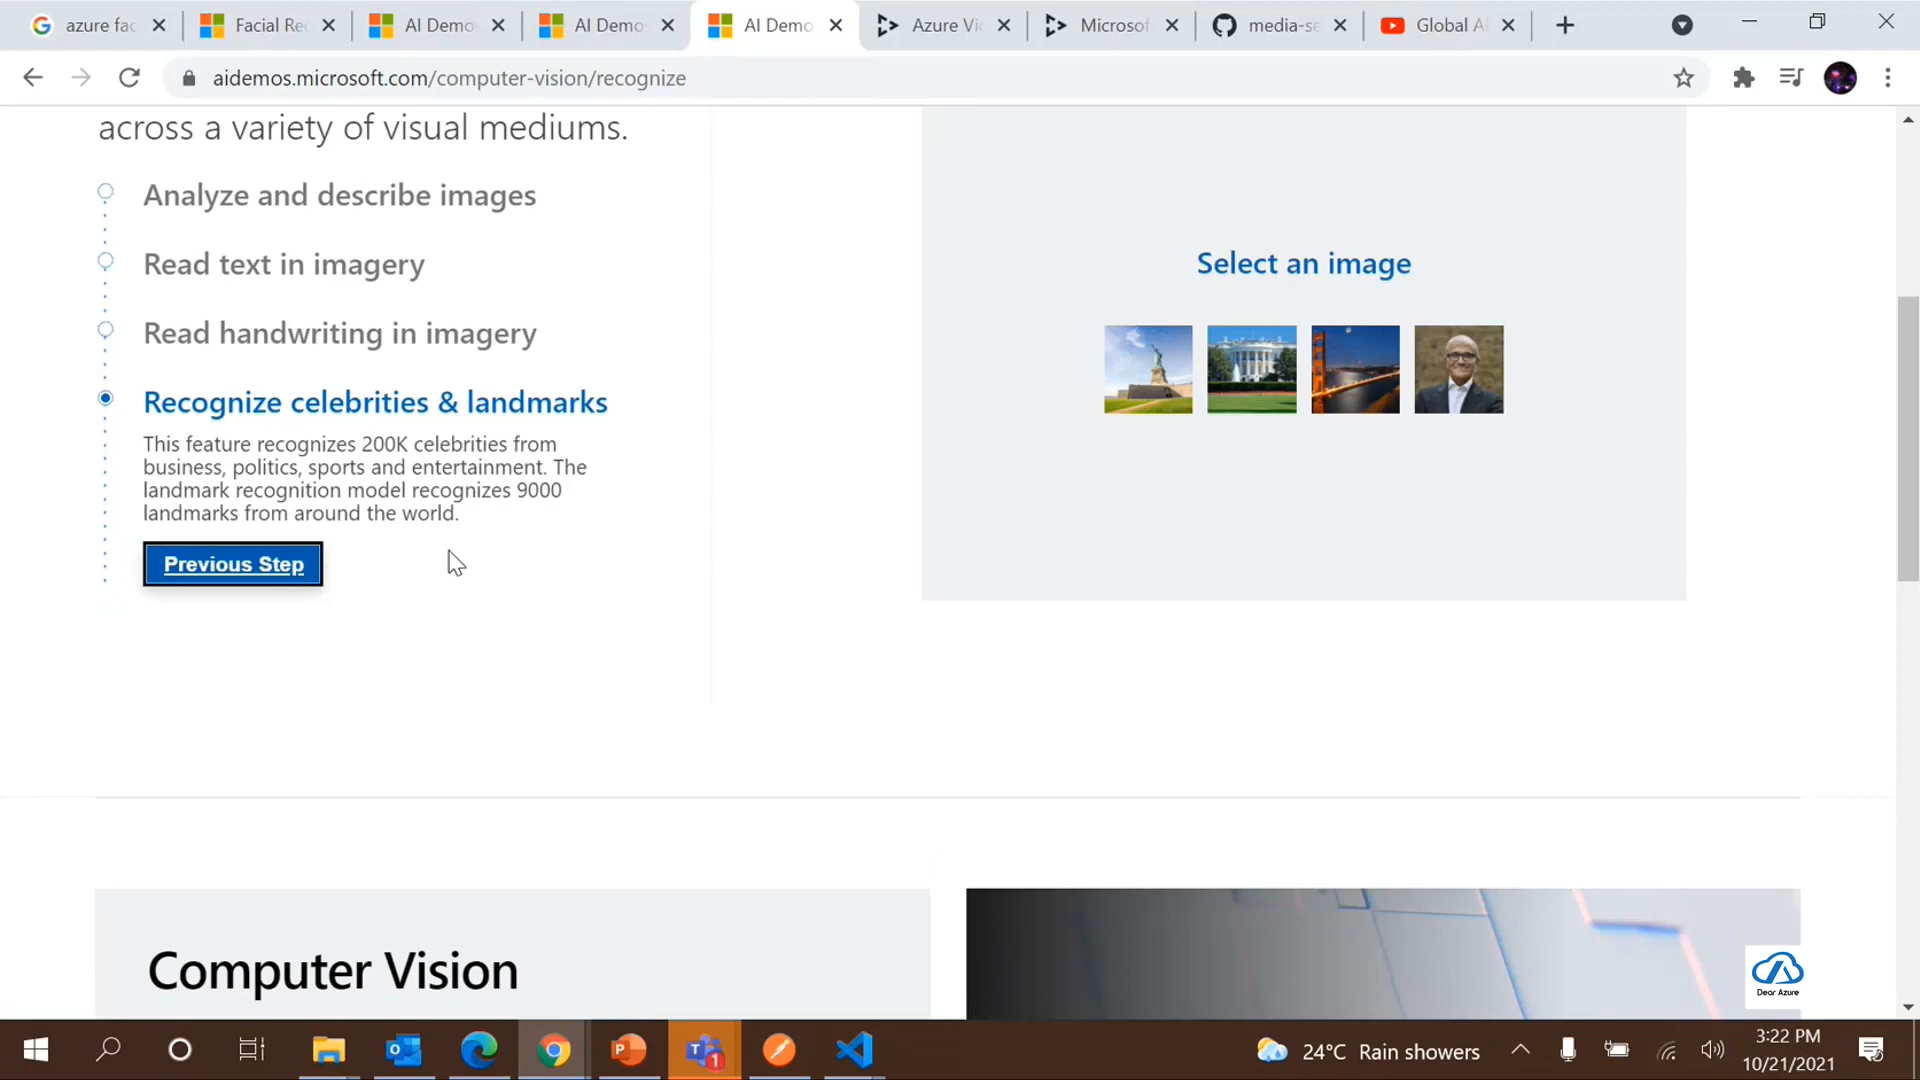 azure fac
Facial Rec
AI Demo
AI Demo
AI Demo
Azure Vi
Microsof
media-se
Global A
aidemos.microsoft.com/computer-vision/recognize
across a variety of visual mediums.
Analyze and describe images
Read text in imagery
Read handwriting in imagery
Recognize celebrities & landmarks
This feature recognizes 200K celebrities from
business, politics, sports and entertainment. The
landmark recognition model recognizes 9000
landmarks from around the world.
Previous Step
Select an image
Computer Vision
Dear Azure
24°C Rain showers
3:22 PM
10/21/2021